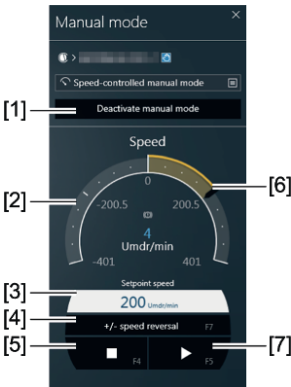 Manual mode
×
>
Speed-controlled manual mode
[1]
Deactivate manual mode
Speed
[2]
[6]
0
-200.5
200.5
4
Umdr/min
-401
401
[3]
Setpoint speed
200 Umdr/min
[4]
+/- speed reversal F7
[5]
[7]
F4
F5